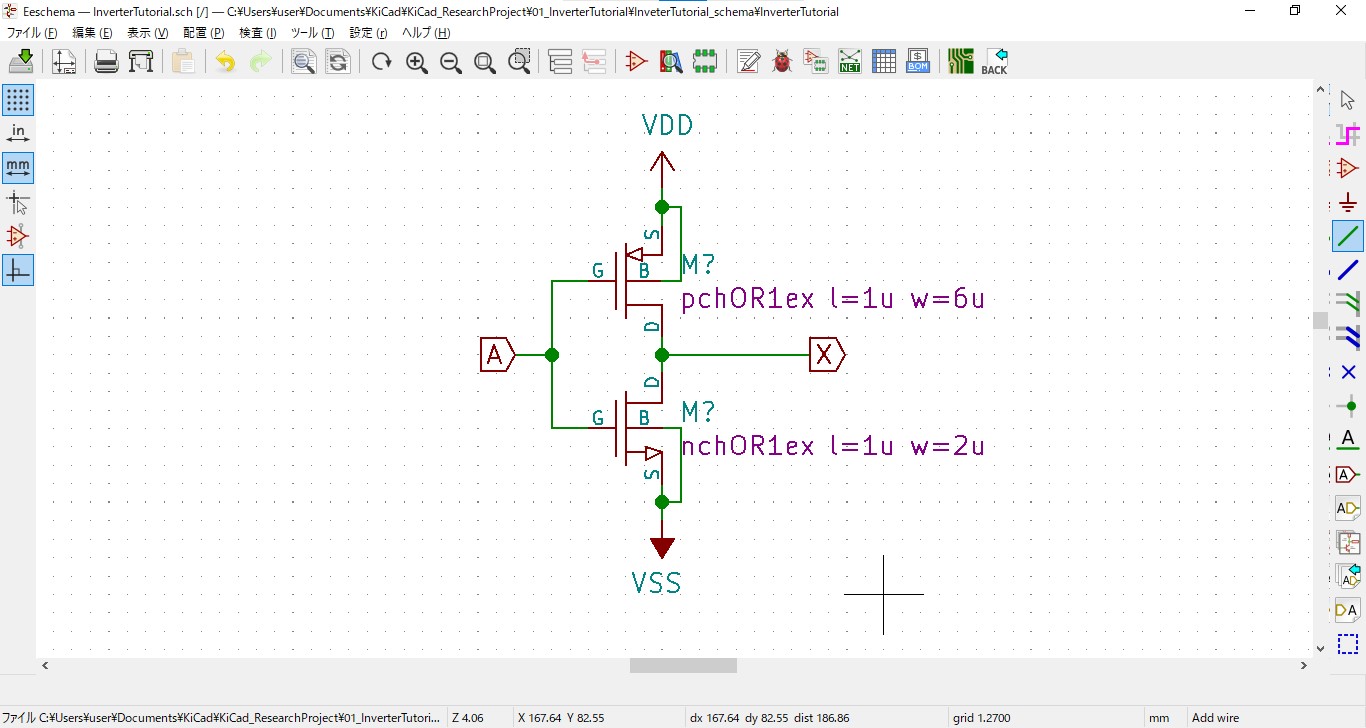 Eeschema — InverterTutorial.sch [/] — C:¥Users¥user¥Documents¥KiCad¥KiCad_ResearchProject¥01_InverterTutorial¥InveterTutorial_schema¥InverterTutorial
ファイル (F) 編集 (E) 表示 (V) 配置 (P) 検査 (I) ツール (T) 設定 (r) ヘルプ (H)
NET
$
BOM
BACK
in
mm
VDD
S
G
B
M?
pchOR1ex l=1u w=6u
D
A
X
D
G
B
M?
nchOR1ex l=1u w=2u
S
VSS
A
A
AD
AD
DA
ファイル C:¥Users¥user¥Documents¥KiCad¥KiCad_ResearchProject¥01_InverterTutori... Z 4.06 X 167.64 Y 82.55 dx 167.64 dy 82.55 dist 186.86 grid 1.2700 mm Add wire